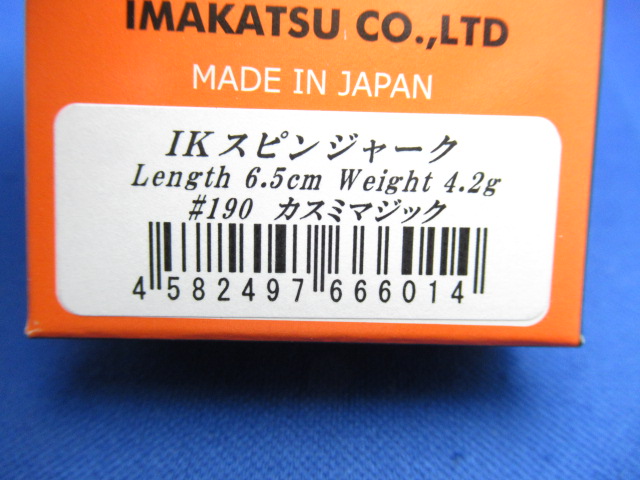 IMAKATSU CO.,LTD
MADE IN JAPAN
IKスピンジャーク
Length 6.5cm Weight 4.2g
#190 カスミマジック
4 582497 666014